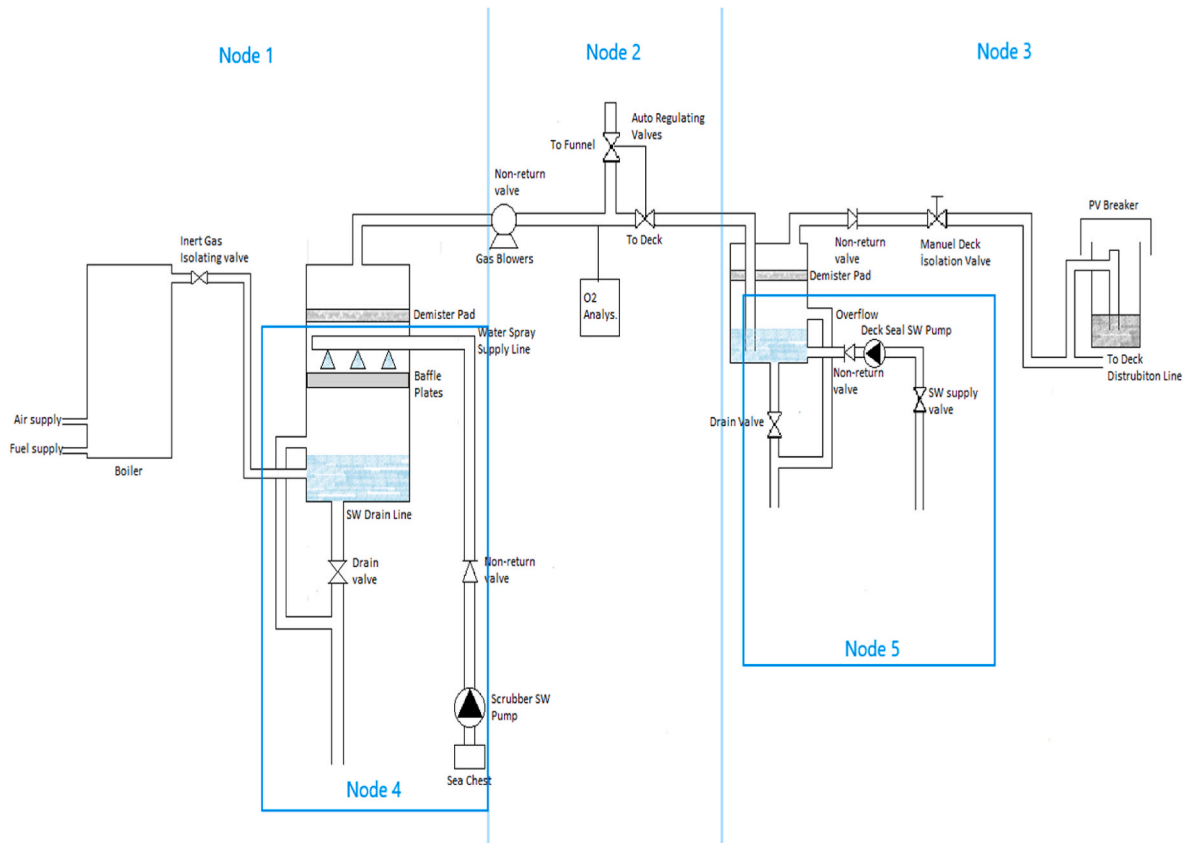 Node 1
Node 2
Node 3
Auto Regulating
Valves
To Funnel
Non-return
valve
PV Breaker
Inert Gas
Isolating valve
To Deck
Gas Blowers
Non-return
valve
Manuel Deck
İsolation Valve
Demister Pad
O2
Analys.
Demister Pad
Overflow
Water Spray
Supply Line
Deck Seal SW Pump
Baffle
Plates
Non-return
valve
To Deck
Distrubiton Line
SW supply
valve
Air supply
Fuel supply
Boiler
Drain Valve
SW Drain Line
Drain
valve
Non-return
valve
Node 5
Scrubber SW
Pump
Sea Chest
Node 4